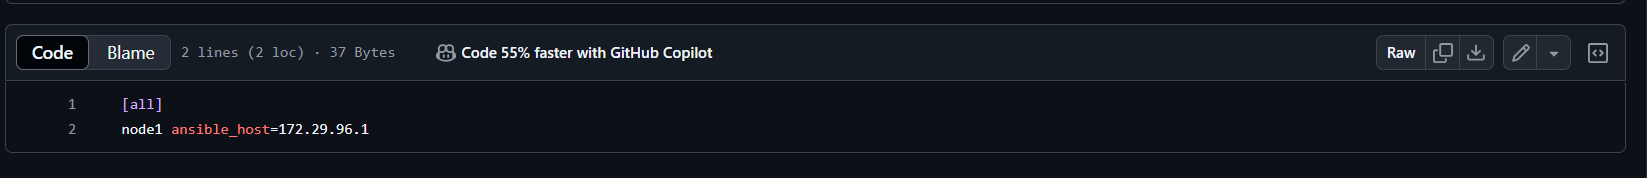 Code Blame 2 lines (2 loc) · 37 Bytes Code 55% faster with GitHub Copilot Raw
1 [all]
2 node1 ansible_host=172.29.96.1